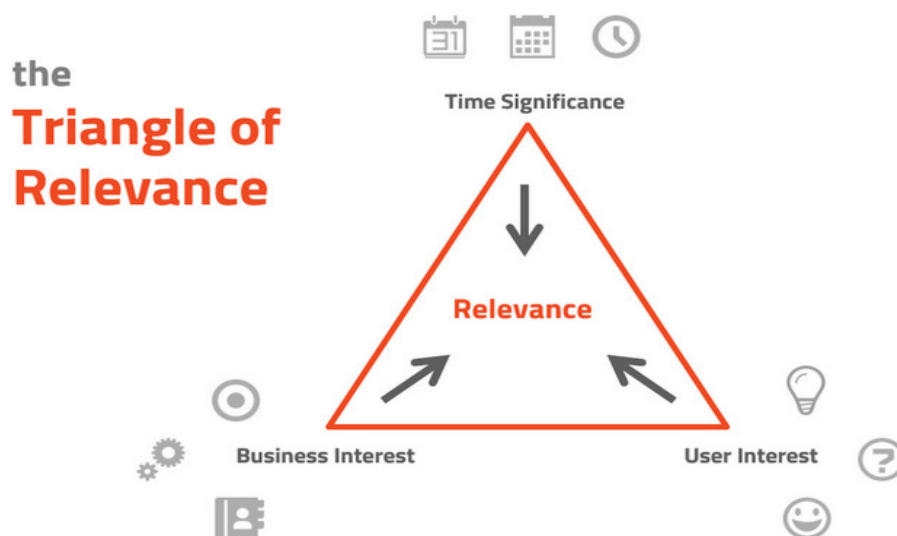 the
Triangle of
Relevance
31
Time Significance
Relevance
Business Interest
User Interest
?